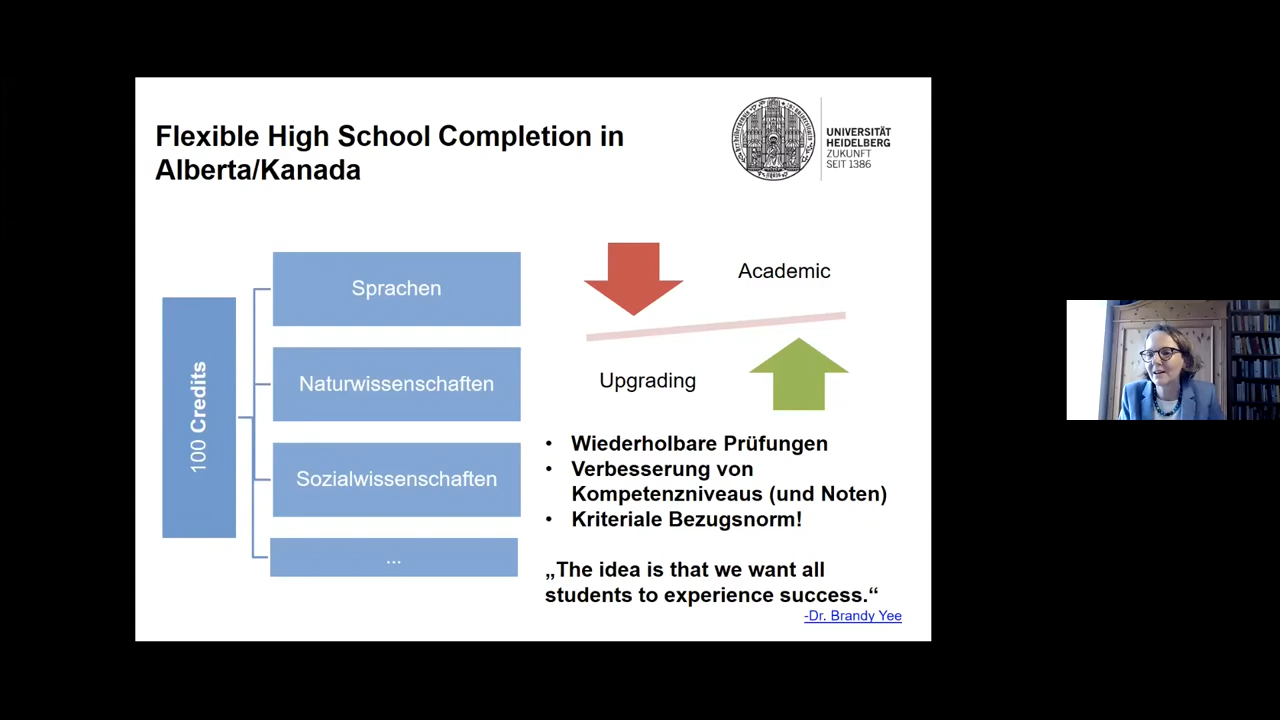 Flexible High School Completion in
Alberta/Kanada
UNIVERSITÄT
HEIDELBERG
ZUKUNFT
SEIT 1386
100 Credits
Sprachen
Naturwissenschaften
Sozialwissenschaften
...
Academic
Upgrading
• Wiederholbare Prüfungen
• Verbesserung von
Kompetenzniveaus (und Noten)
• Kriteriale Bezugsnorm!
„The idea is that we want all
students to experience success.“
-Dr. Brandy Yee